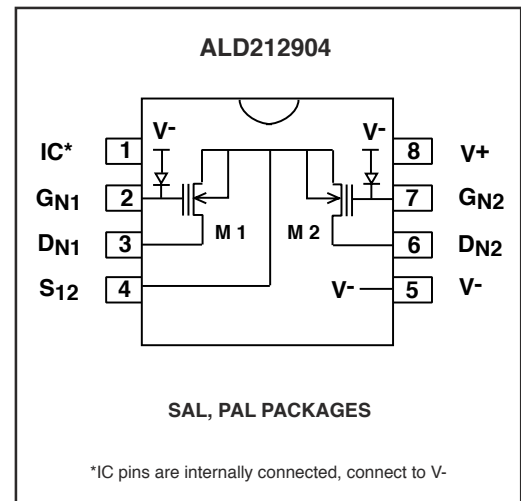 ALD212904
V- V-
IC* 1 8 V+
GN1 2 7 GN2
DN1 3 M 1 M 2 6 DN2
S12 4 V- 5 V-
SAL, PAL PACKAGES
*IC pins are internally connected, connect to V-